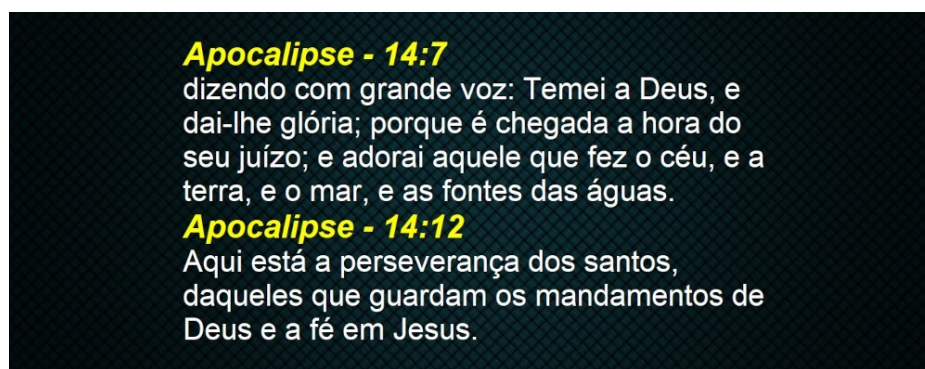 Apocalipse - 14:7
dizendo com grande voz: Temei a Deus, e
dai-lhe glória; porque é chegada a hora do
seu juízo; e adorai aquele que fez o céu, e a
terra, e o mar, e as fontes das águas.
Apocalipse - 14:12
Aqui está a perseverança dos santos,
daqueles que guardam os mandamentos de
Deus e a fé em Jesus.